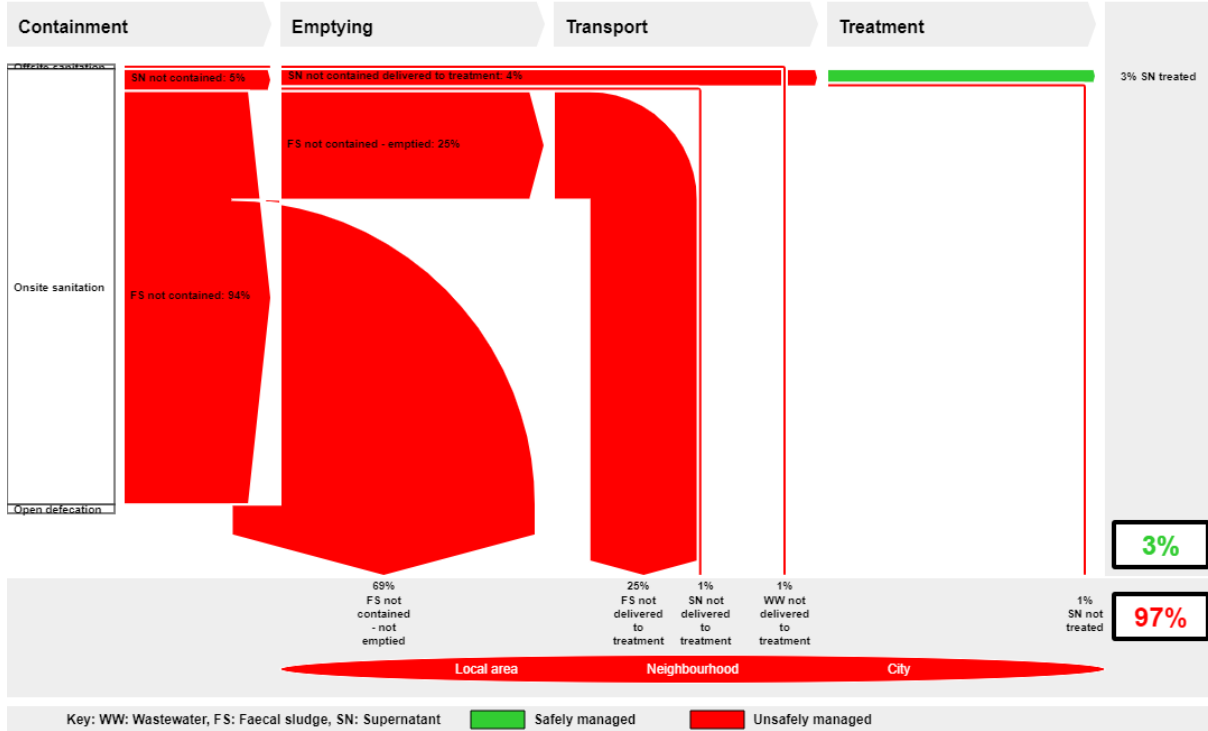 Containment
Emptying
Transport
Treatment
Offsite sanitation
SN not contained: 5%
SN not contained delivered to treatment: 4%
3% SN treated
FS not contained - emptied: 25%
Onsite sanitation
FS not contained: 94%
Open defecation
3%
69%
FS not
contained
- not
emptied
25%
FS not
delivered
to
treatment
1%
SN not
delivered
to
treatment
1%
WW not
delivered
to
treatment
1%
SN not
treated
97%
Local area
Neighbourhood
City
Key: WW: Wastewater, FS: Faecal sludge, SN: Supernatant
Safely managed
Unsafely managed